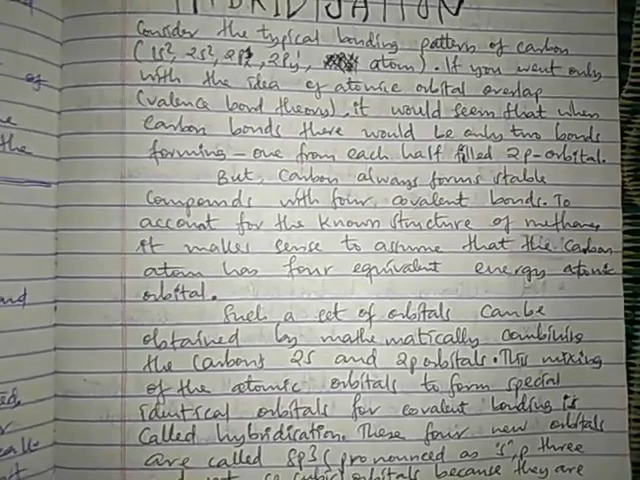 HYBRIDISATION
Consider the typical bonding pattern of carbon
(1s², 2s², 2p¹, 2py¹, atom). If you went only
with the idea of atomic orbital overlap
(valence bond theory), it would seem that when
Carbon bonds there would be only two bonds
forming - one from each half filled 2p-orbital.
But, Carbon always forms stable
Compounds with four, covalent bonds. To
account for the known structure of methane,
it makes sense to assume that the Carbon
atom has four equivalent energy atomic
orbital.
Such a set of orbitals can be
obtained by mathematically combining
the Carbon's 2s and 2p orbitals. This mixing
of the atomic orbitals to form special
identical orbitals for covalent bonding is
Called hybridisation. These four new orbitals
are called sp3 (pronounced as "s", p three
orbitals because they are
of
the
and